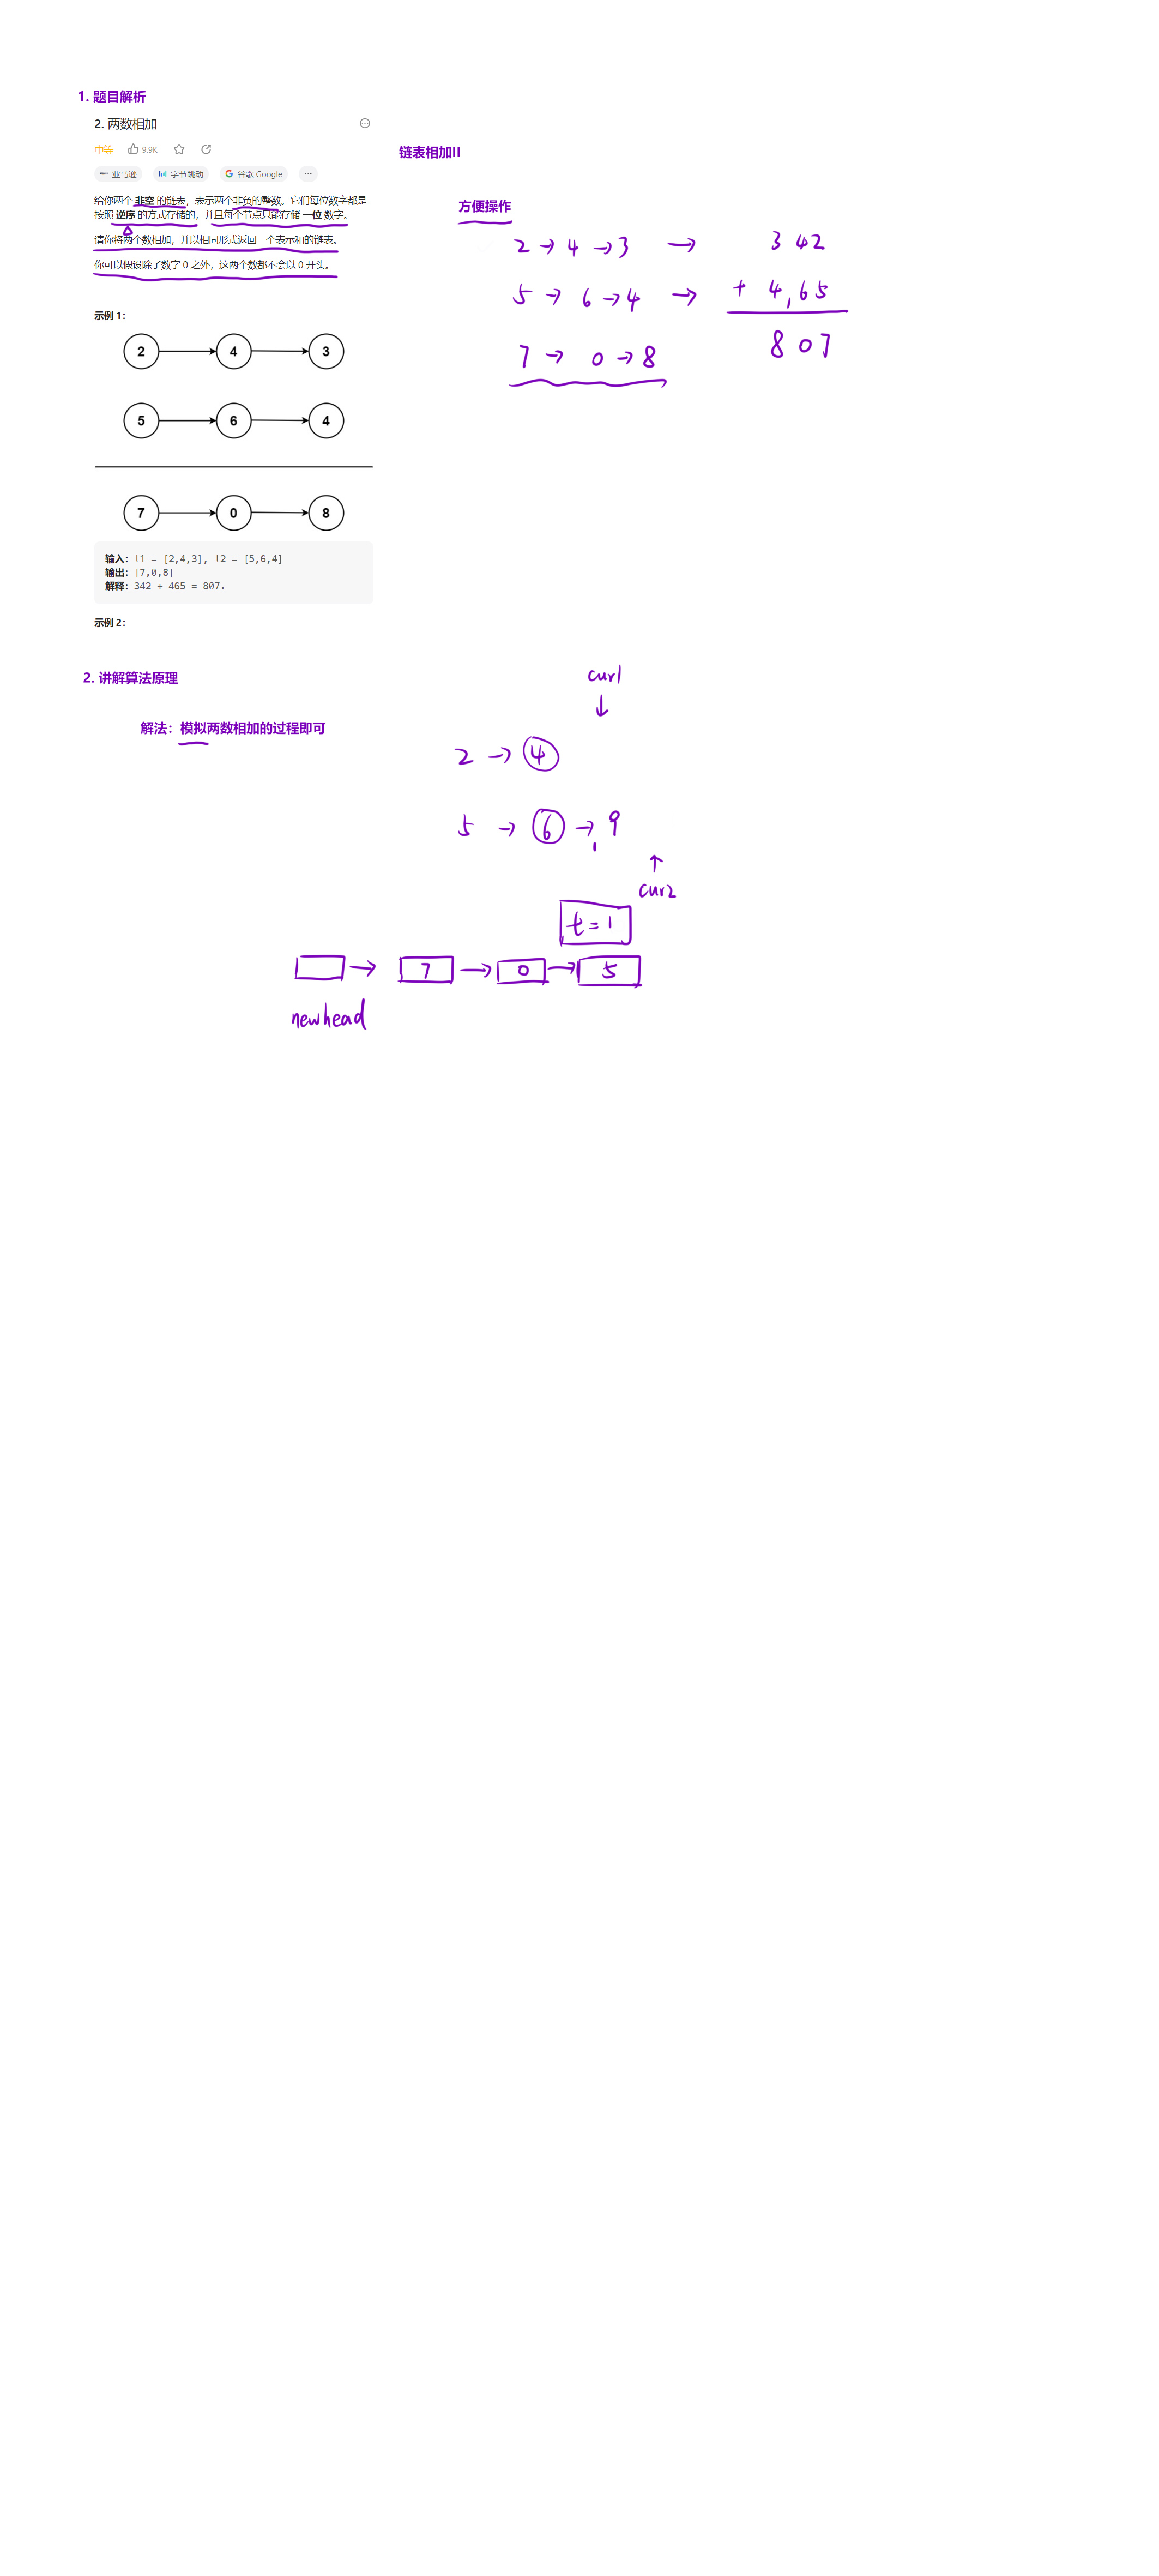 1. 题目解析
2. 两数相加
中等 9.9K
亚马逊 字节跳动 谷歌 Google ...
给你两个 非空 的链表，表示两个非负的整数。它们每位数字都是
按照 逆序 的方式存储的，并且每个节点只能存储 一位 数字。
请你将两个数相加，并以相同形式返回一个表示和的链表。
你可以假设除了数字 0 之外，这两个数都不会以 0 开头。
链表相加II
方便操作
2 → 4 → 3 → 342
5 → 6 → 4 → + 4,65
7 → 0 → 8 807
示例 1：
2 4 3
5 6 4
7 0 8
输入：l1 = [2,4,3], l2 = [5,6,4]
输出：[7,0,8]
解释：342 + 465 = 807.
示例 2：
2. 讲解算法原理
解法：模拟两数相加的过程即可
cur1
↓
2 → 4
5 → 6 → 9
1
↑
cur2
t = 1
→ 7 → 0 → 5
newhead